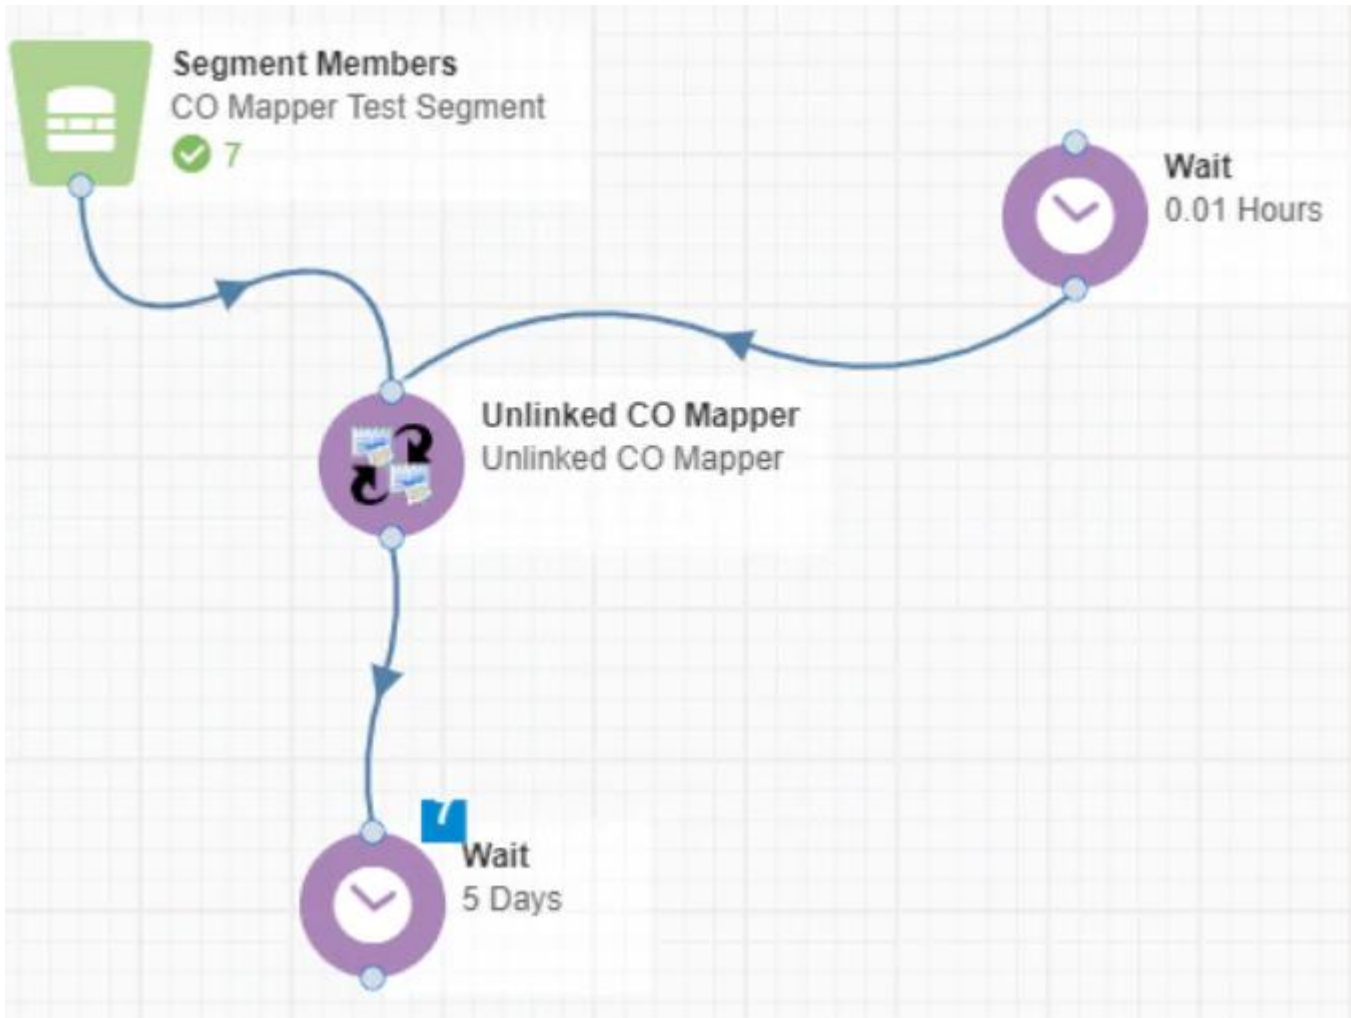 Segment Members
CO Mapper Test Segment
7
Wait
0.01 Hours
Unlinked CO Mapper
Unlinked CO Mapper
7
Wait
5 Days